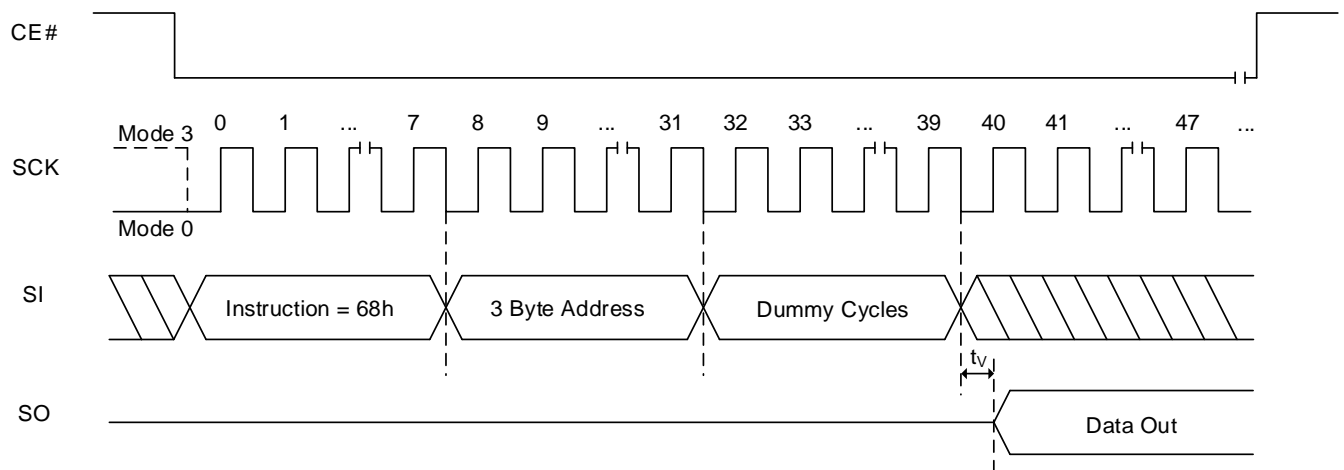 CE#
0 1 ... 7 8 9 ... 31 32 33 ... 39 40 41 ... 47 ...
Mode 3
SCK
Mode 0
SI
Instruction = 68h
3 Byte Address
Dummy Cycles
tV
SO
Data Out